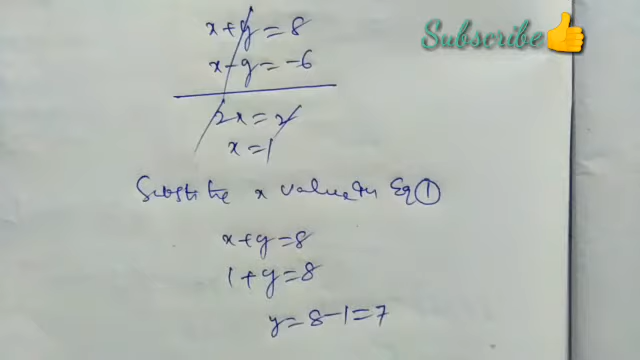 x+y=8
Subscribe
x-y=-6
2x=2
x=1
Substitute x value in Eq ①
x+y=8
1+y=8
y=8-1=7